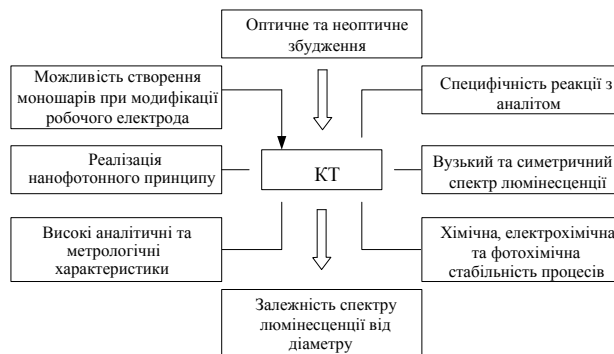 Оптичне та неоптичне
збудження
Можливість створення
моношарів при модифікації
робочого електрода
Специфічність реакції з
аналітом
Реалізація
нанофотонного принципу
КТ
Вузький та симетричний
спектр люмінесценції
Високі аналітичні та
метрологічні
характеристики
Хімічна, електрохімічна
та фотохімічна
стабільність процесів
Залежність спектру
люмінесценції від
діаметру